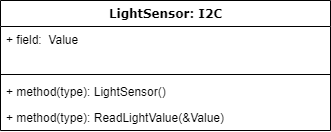 LightSensor: I2C
+ field:  Value
+ method(type): LightSensor()
+ method(type): ReadLightValue(&Value)